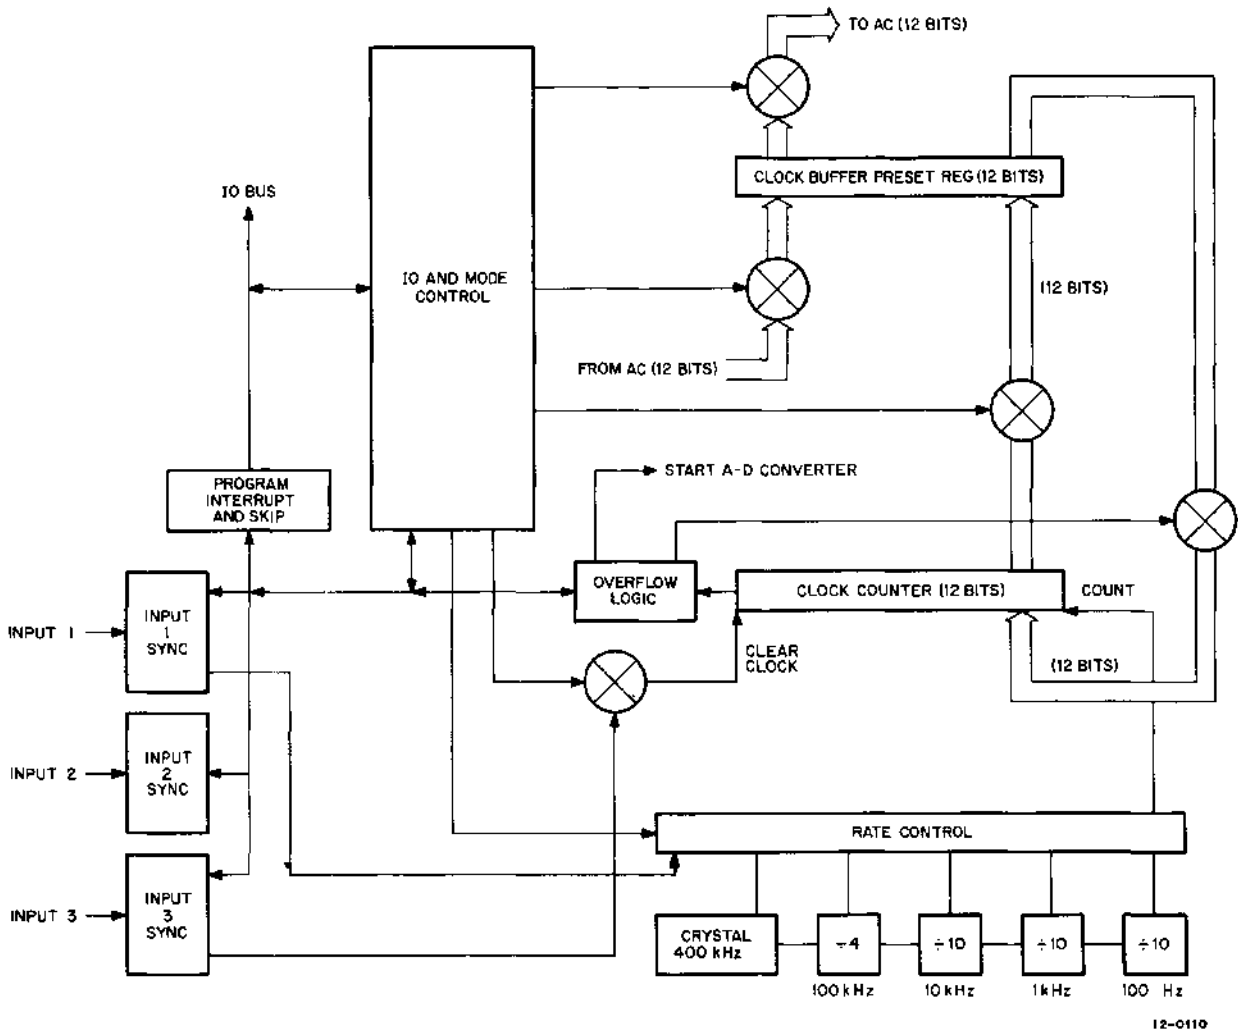 TO AC (12 BITS)
CLOCK BUFFER PRESET REG (12 BITS)
IO BUS
IO AND MODE
CONTROL
(12 BITS)
FROM AC (12 BITS)
START A-D CONVERTER
PROGRAM
INTERRUPT
AND SKIP
OVERFLOW
LOGIC
CLOCK COUNTER (12 BITS)
COUNT
INPUT 1
INPUT
1
SYNC
CLEAR
CLOCK
(12 BITS)
INPUT 2
INPUT
2
SYNC
RATE CONTROL
INPUT 3
INPUT
3
SYNC
CRYSTAL
400 kHz
÷4
÷10
÷10
÷10
100 kHz
10 kHz
1 kHz
100 Hz
12-0110